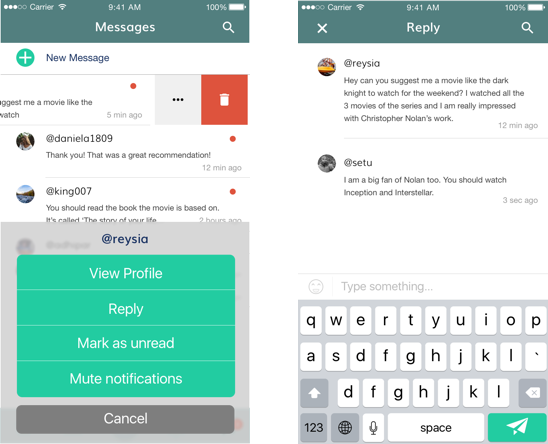 Carrier 9:41 AM 100%
Messages
New Message
ggest me a movie like the
watch 5 min ago
@daniela1809
Thank you! That was a great recommendation!
12 min ago
@king007
You should read the book the movie is based on.
It's called 'The story of your life 2 hours ago
@reysia
View Profile
Reply
Mark as unread
Mute notifications
Cancel
Carrier 9:41 AM 100%
Reply
@reysia
Hey can you suggest me a movie like the dark
knight to watch for the weekend? I watched all the
3 movies of the series and I am really impressed
with Christopher Nolan's work.
12 min ago
@setu
I am a big fan of Nolan too. You should watch
Inception and Interstellar.
3 sec ago
Type something...
q w e r t y u i o p
a s d f g h j k l `
d f g h j k l
123 space